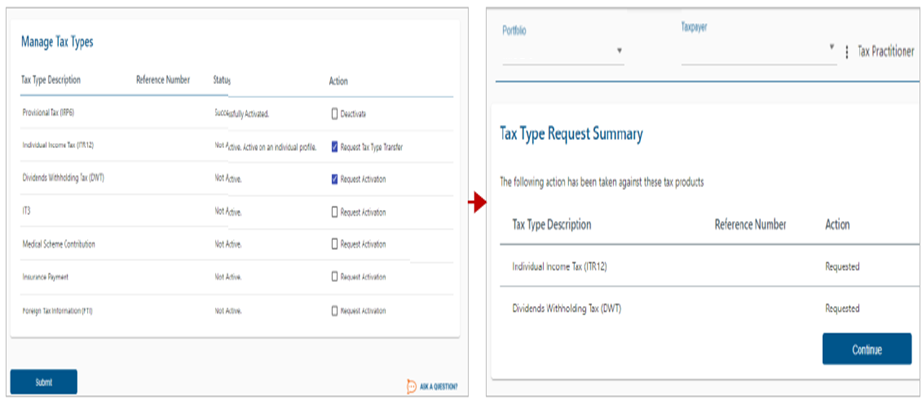 Manage Tax Types
Tax Type Description Reference Number Status Action
Provisional Tax (IRP6) Successfully Activated. Deactivate
Individual Income Tax (ITR12) Not Active. Active on an individual profile. Request Tax Type Transfer
Dividends Withholding Tax (DWT) Not Active. Request Activation
IT3 Not Active. Request Activation
Medical Scheme Contribution Not Active. Request Activation
Insurance Payment Not Active. Request Activation
Foreign Tax Information (FTI) Not Active. Request Activation
Submit
ASK A QUESTION?
Portfolio Taxpayer
Tax Practitioner
Tax Type Request Summary
The following action has been taken against these tax products
Tax Type Description Reference Number Action
Individual Income Tax (ITR12) Requested
Dividends Withholding Tax (DWT) Requested
Continue